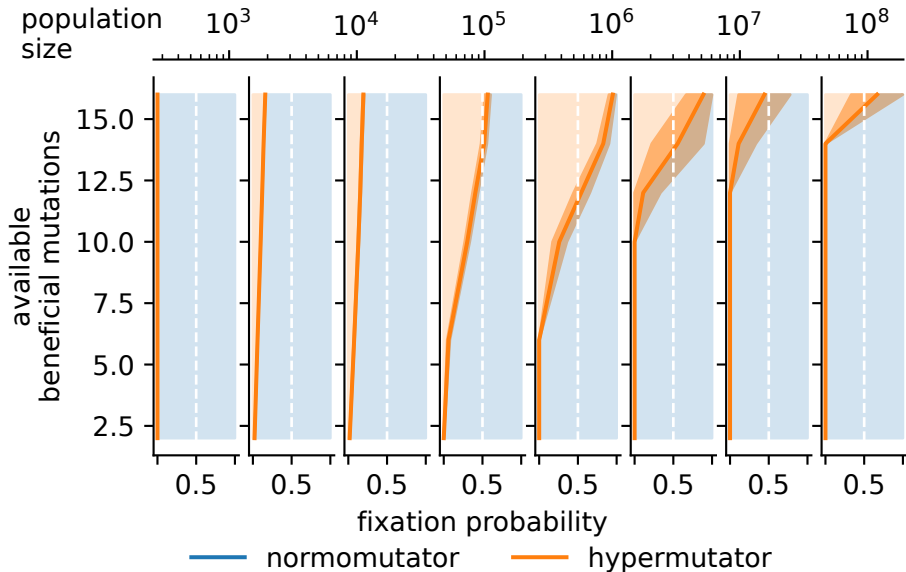 population size
10³ 10⁴ 10⁵ 10⁶ 10⁷ 10⁸
available beneficial mutations
15.0
12.5
10.0
7.5
5.0
2.5
0.5 0.5 0.5 0.5 0.5 0.5 0.5 0.5
fixation probability
normomutator hypermutator